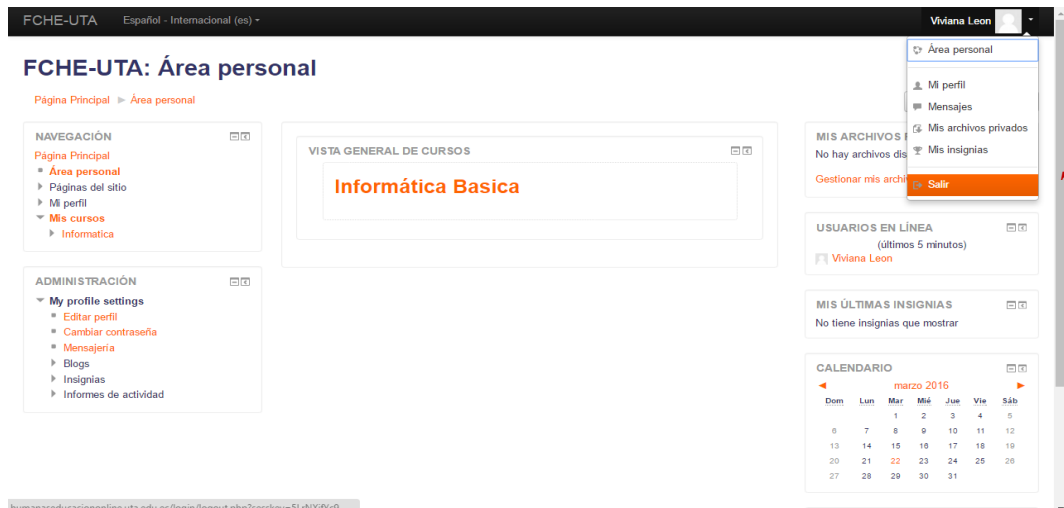 FCHE-UTA Español - Internacional (es) Viviana Leon
FCHE-UTA: Área personal
Página Principal Área personal
Área personal
Mi perfil
Mensajes
Mis archivos privados
Mis insignias
Salir
NAVEGACIÓN
Página Principal
Área personal
Páginas del sitio
Mi perfil
Mis cursos
Informatica
ADMINISTRACIÓN
My profile settings
Editar perfil
Cambiar contraseña
Mensajería
Blogs
Insignias
Informes de actividad
VISTA GENERAL DE CURSOS
Informática Basica
MIS ARCHIVOS
No hay archivos
Gestionar mis
USUARIOS EN LÍNEA
(últimos 5 minutos)
Viviana Leon
MIS ÚLTIMAS INSIGNIAS
No tiene insignias que mostrar
CALENDARIO
marzo 2016
Dom Lun Mar Mié Jue Vie Sáb
1 2 3 4 5
6 7 8 9 10 11 12
13 14 15 16 17 18 19
20 21 22 23 24 25 26
27 28 29 30 31